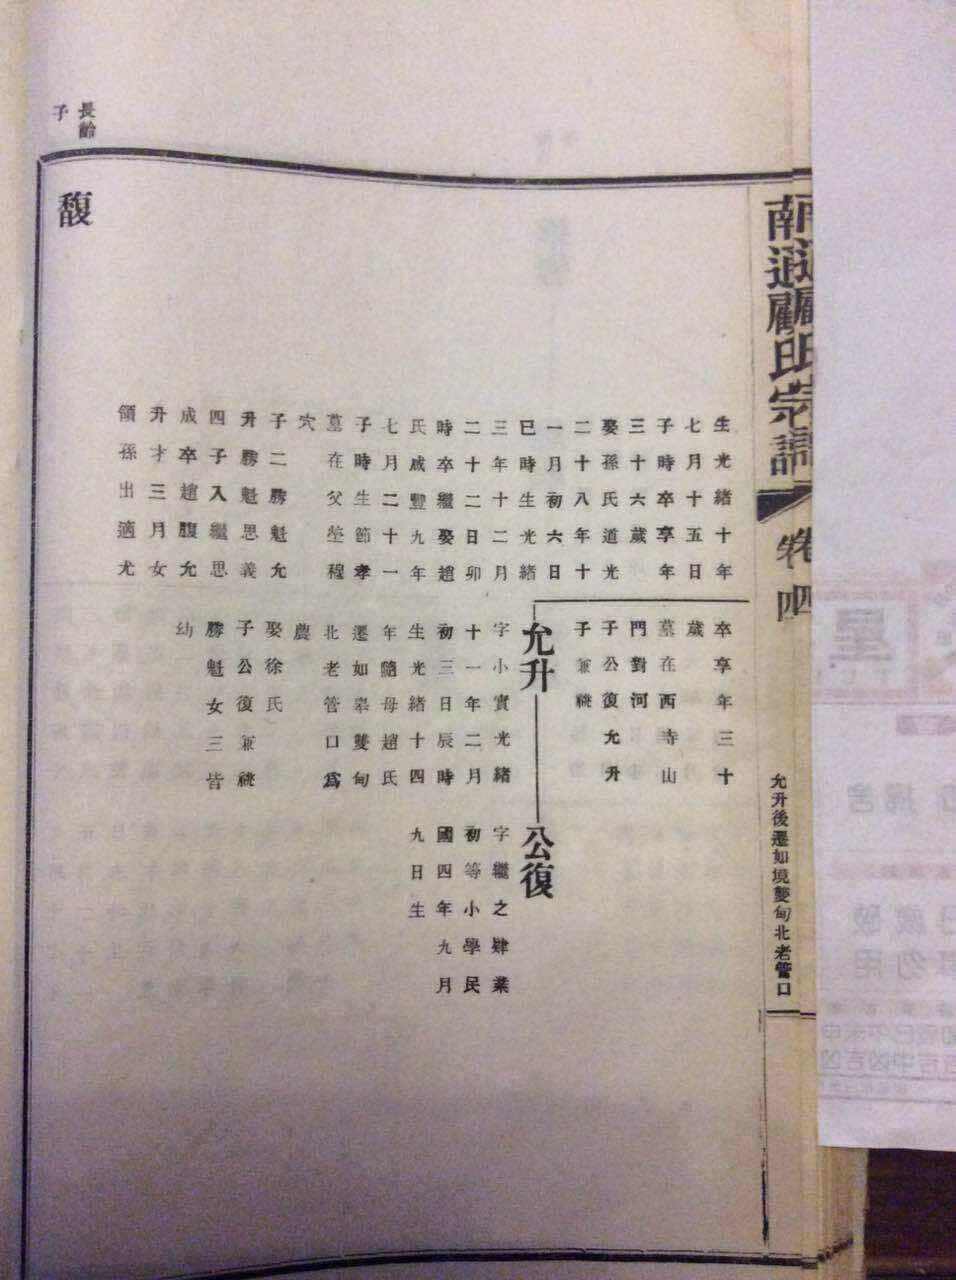 南通顧氏宗譜
卷四
允升後遷如境雙甸北老管口
生光緒十年
七月十五日
子時卒享年
三十六歲
娶孫氏道光
二十八年十
一月初六日
巳時生光緒
三年十二月
二十二日卯
時卒繼娶趙
氏咸豐九年
七月二十一
子時生節孝
墓在父塋穆
穴
子二勝魁允
升勝魁思義
四子入繼思
成卒趙腹允
升才三月女
領孫出適尤
卒享年三十
歲
墓在西寺山
門對河
子公復允升
子兼祧
允升
字小實光緒
十一年二月
初三日辰時
生光緒十四
年隨母趙氏
遷如皋雙甸
北老管口爲
農
娶徐氏
子公復兼祧
勝魁女三皆
幼
公復
字繼之肄業
初等小學民
國四年九月
九日生
長齡
子
馥